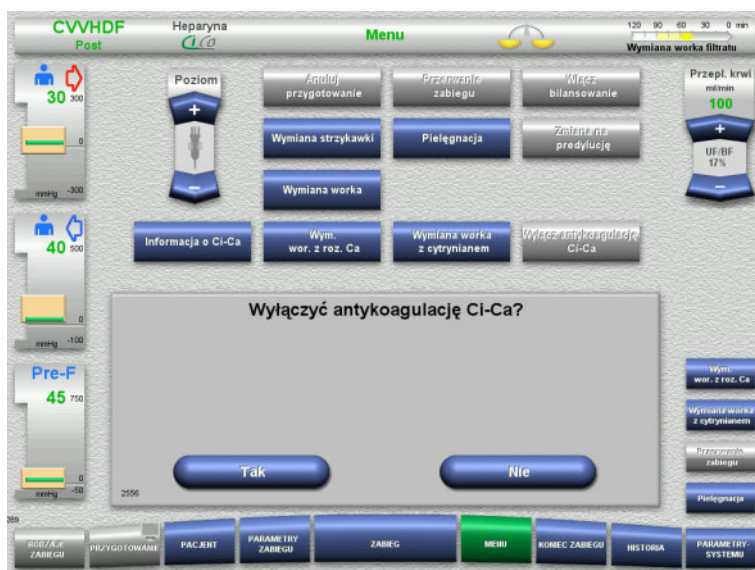 CVVHDF
Post
Heparyna
Ci Ca
Menu
120 90 60 30 0 min
Wymiana worka filtratu
30 300
0
mmHg -300
Poziom
+
−
Anuluj
przygotowanie
Przerwanie
zabiegu
Włącz
bilansowanie
Przepł. krwi
ml/min
100
+
UF/BF
17%
−
Wymiana strzykawki
Pielęgnacja
Zmiana na
predylucję
Wymiana worka
40 500
0
mmHg -100
Informacja o Ci-Ca
Wym.
wor. z roz. Ca
Wymiana worka
z cytrynianem
Wyłącz antykoagulację
Ci-Ca
Wyłączyć antykoagulację Ci-Ca?
Tak
Nie
2556
Pre-F
45 750
0
mmHg -50
Wym.
wor. z roz. Ca
Wymiana worka
z cytrynianem
Przerwanie
zabiegu
Pielęgnacja
289
RODZAJE
ZABIEGU
PRZYGOTOWANIE
PACJENT
PARAMETRY
ZABIEGU
ZABIEG
MENU
KONIEC ZABIEGU
HISTORIA
PARAMETRY-
SYSTEMU